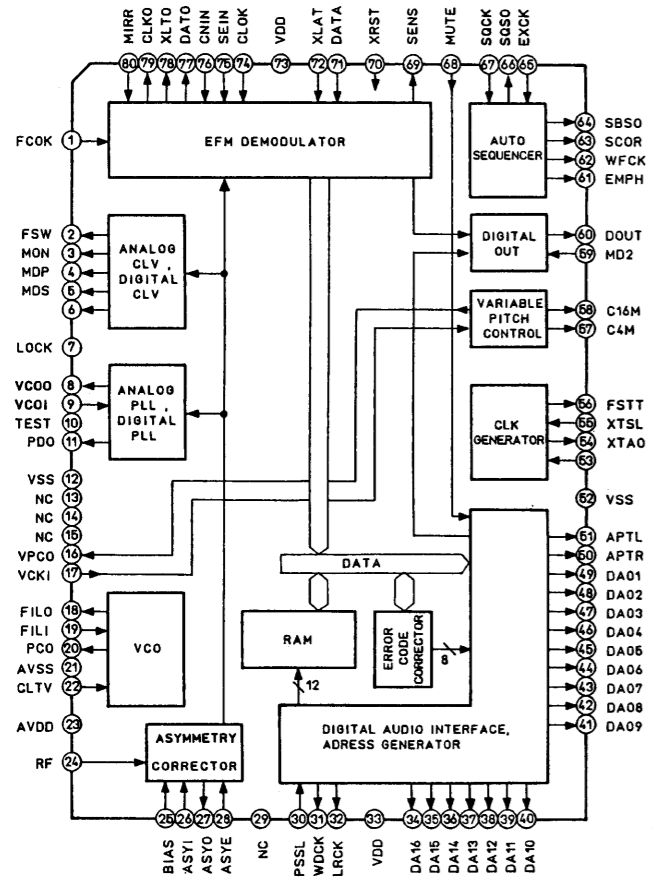 MIRR CLKO XLTO DATO CNIN SEIN CLOK VDD XLAT DATA XRST SENS MUTE SQCK SQSO EXCK
80 79 78 77 76 75 74 73 72 71 70 69 68 67 66 65
EFM DEMODULATOR
AUTO
SEQUENCER
FCOK 1
64 SBSO
63 SCOR
62 WFCK
61 EMPH
FSW 2
MON 3
MDP 4
MDS 5
6
ANALOG
CLV ,
DIGITAL
CLV
DIGITAL
OUT
60 DOUT
59 MD2
VARIABLE
PITCH
CONTROL
58 C16M
57 C4M
LOCK 7
VCOO 8
VCOI 9
TEST 10
PDO 11
ANALOG
PLL ,
DIGITAL
PLL
CLK
GENERATOR
56 FSTT
55 XTSL
54 XTAO
53
VSS 12
NC 13
NC 14
NC 15
VPCO 16
VCKI 17
52 VSS
51 APTL
50 APTR
49 DA01
48 DA02
47 DA03
46 DA04
45 DA05
44 DA06
43 DA07
42 DA08
41 DA09
DATA
FILO 18
FILI 19
PCO 20
AVSS 21
CLTV 22
VCO
RAM
ERROR
CODE
CORRECTOR
8
12
AVDD 23
RF 24
ASYMMETRY
CORRECTOR
DIGITAL AUDIO INTERFACE,
ADRESS GENERATOR
25 26 27 28 29 30 31 32 33 34 35 36 37 38 39 40
BIAS ASYI ASYO ASYE NC PSSL WDCK LRCK VDD DA16 DA15 DA14 DA13 DA12 DA11 DA10